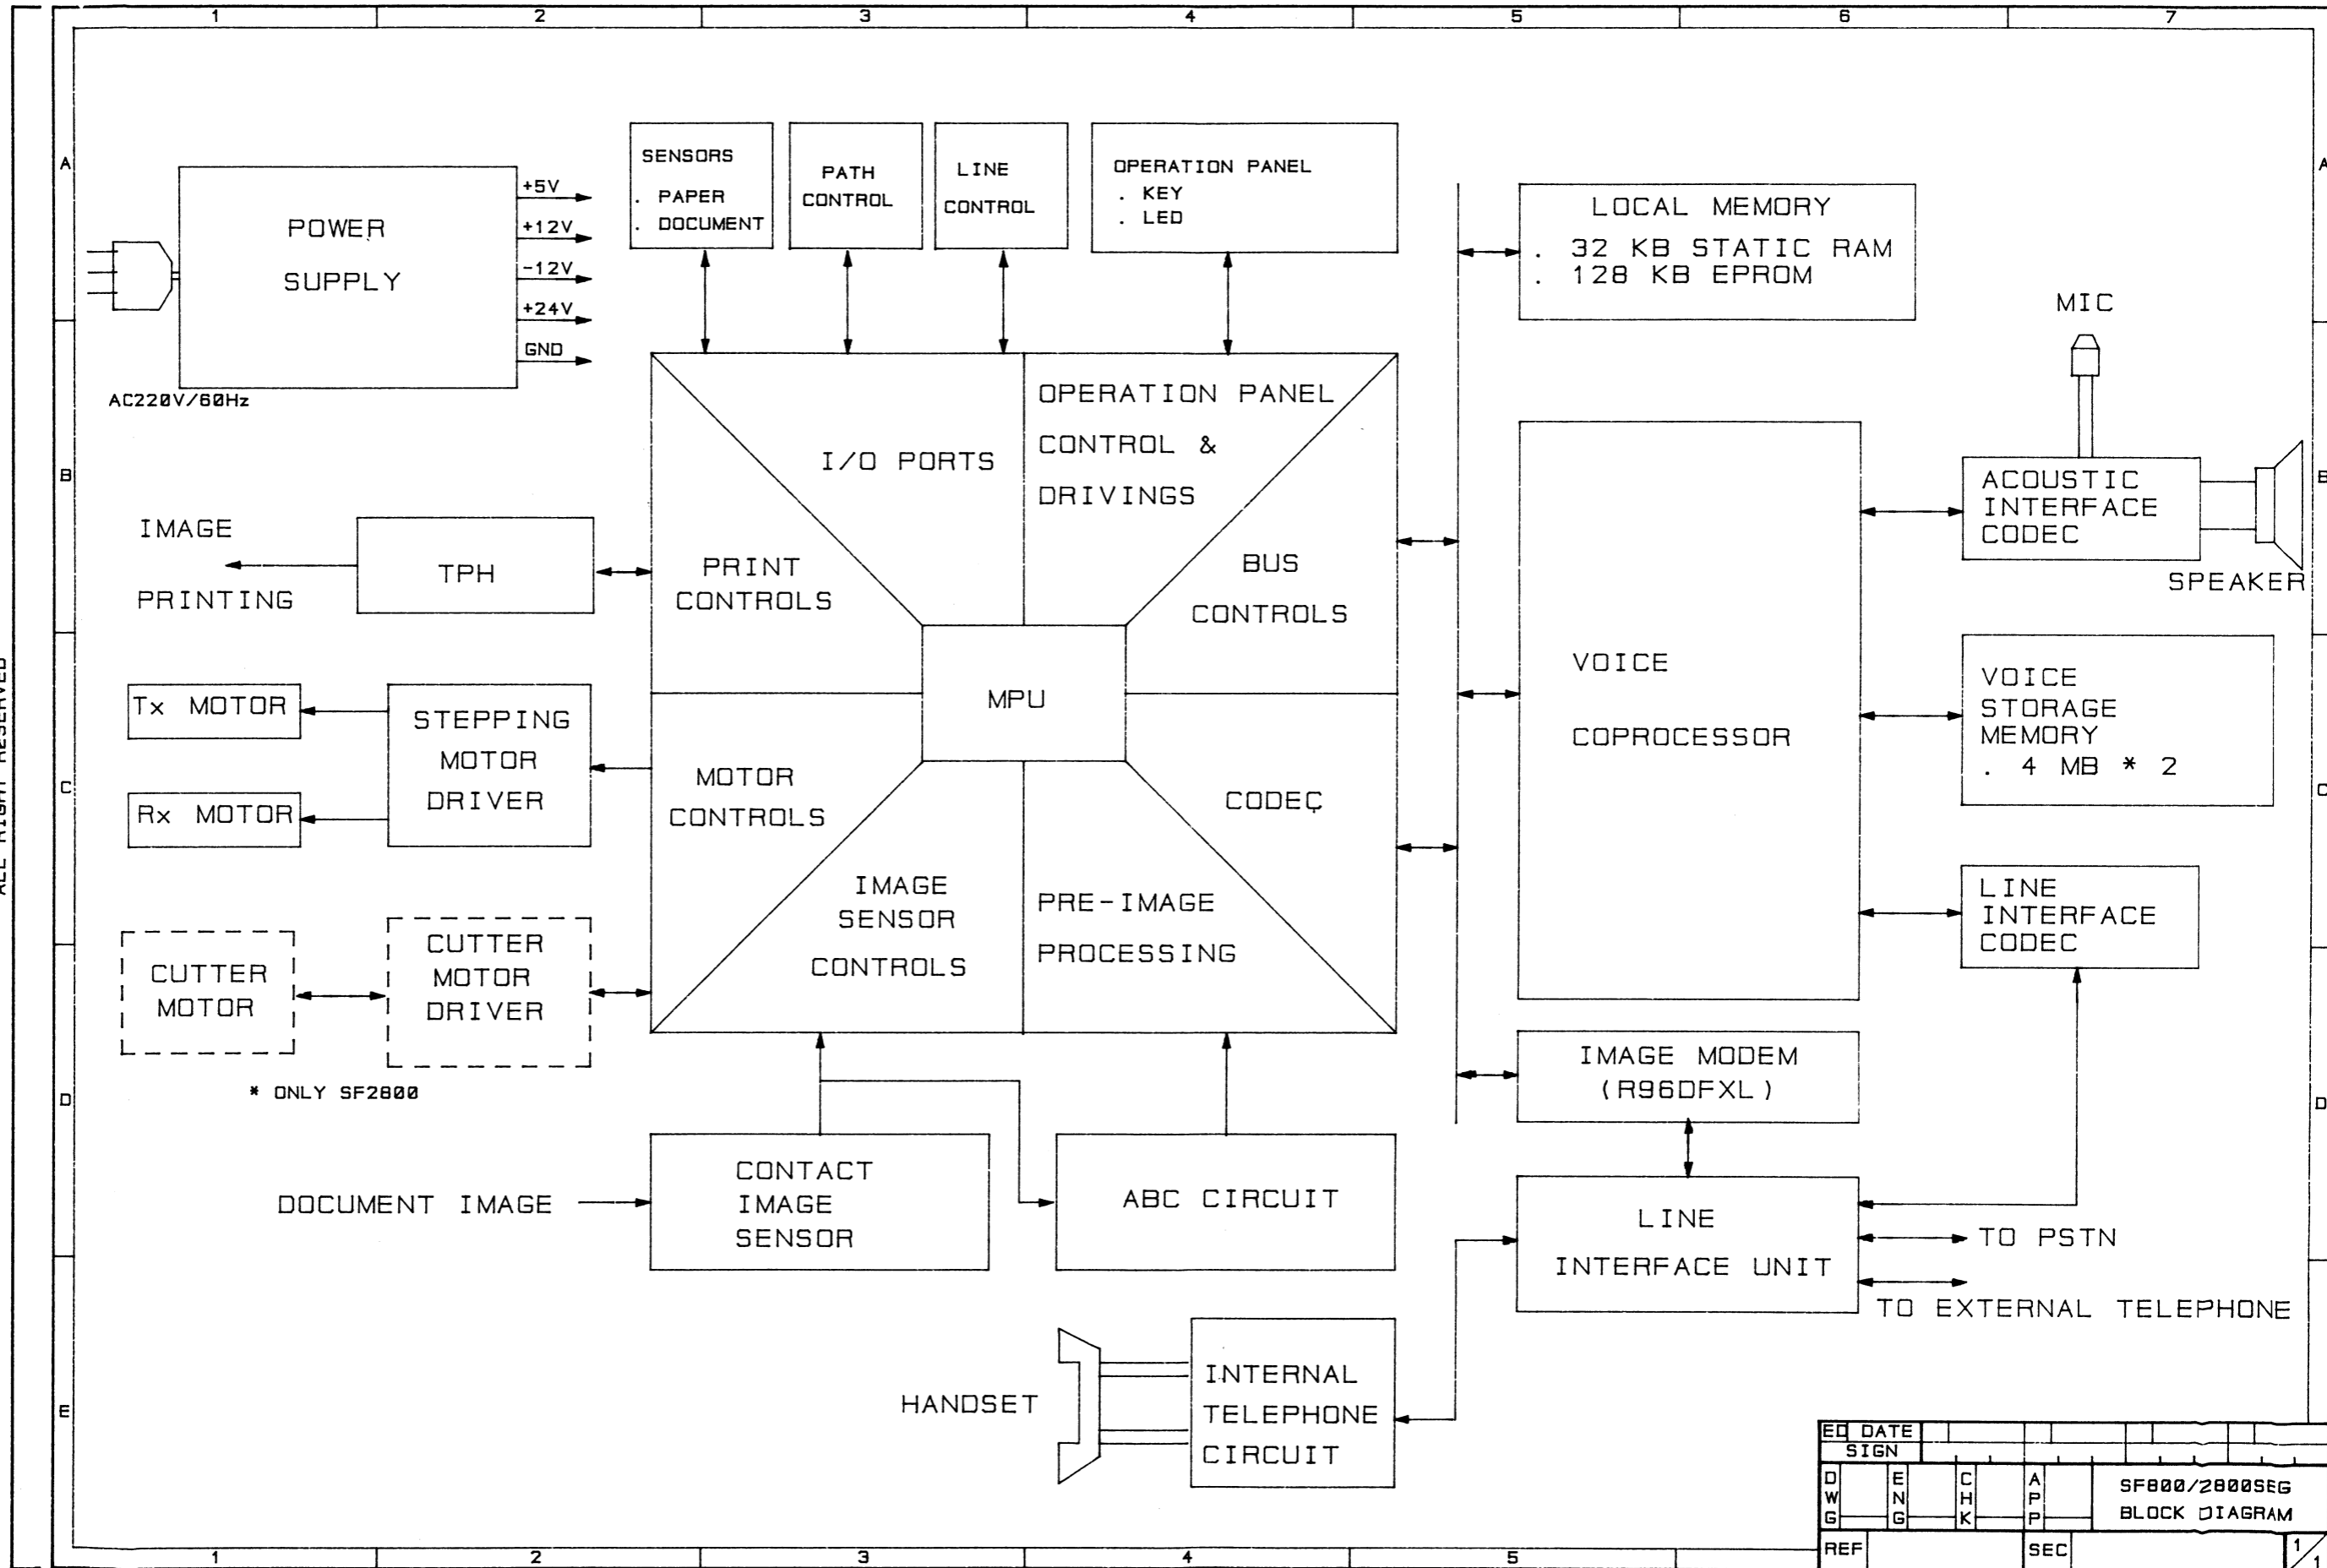 1 2 3 4 5 6 7
A A
B B
C C
D D
E
ALL RIGHT RESERVED
POWER
SUPPLY
+5V
+12V
-12V
+24V
GND
AC220V/60Hz
SENSORS
. PAPER
. DOCUMENT
PATH
CONTROL
LINE
CONTROL
OPERATION PANEL
. KEY
. LED
LOCAL MEMORY
. 32 KB STATIC RAM
. 128 KB EPROM
MIC
I/O PORTS
OPERATION PANEL
CONTROL &
DRIVINGS
PRINT
CONTROLS
BUS
CONTROLS
MPU
MOTOR
CONTROLS
CODEC
IMAGE
SENSOR
CONTROLS
PRE-IMAGE
PROCESSING
IMAGE
PRINTING
TPH
Tx MOTOR
Rx MOTOR
STEPPING
MOTOR
DRIVER
CUTTER
MOTOR
CUTTER
MOTOR
DRIVER
* ONLY SF2800
DOCUMENT IMAGE
CONTACT
IMAGE
SENSOR
ABC CIRCUIT
VOICE
COPROCESSOR
ACOUSTIC
INTERFACE
CODEC
SPEAKER
VOICE
STORAGE
MEMORY
. 4 MB * 2
LINE
INTERFACE
CODEC
IMAGE MODEM
(R96DFXL)
LINE
INTERFACE UNIT
TO PSTN
TO EXTERNAL TELEPHONE
HANDSET
INTERNAL
TELEPHONE
CIRCUIT
ED DATE
SIGN
DWG ENG CHK APP
SF800/2800SEG
BLOCK DIAGRAM
REF SEC 1/1
1 2 3 4 5